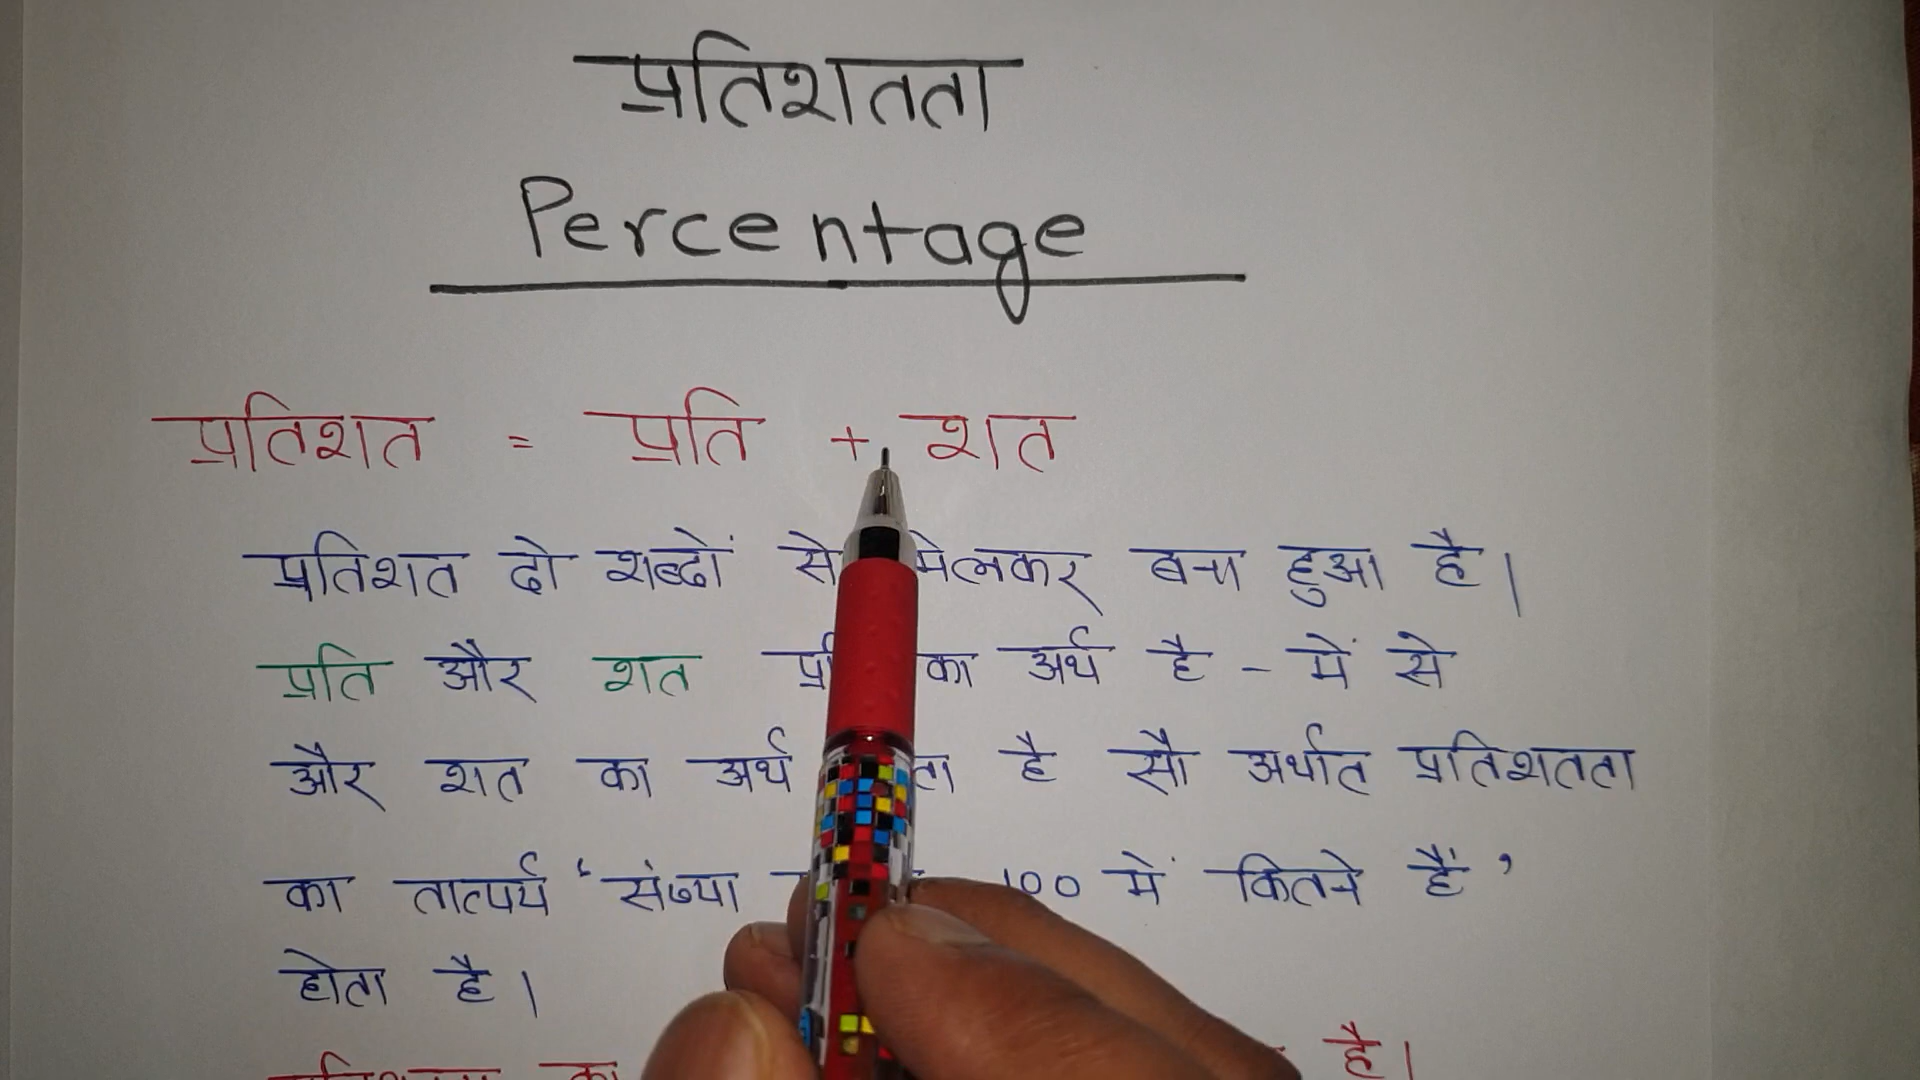 प्रतिशतता
Percentage
प्रतिशत = प्रति + शत
प्रतिशत दो शब्दों से मिलकर बना हुआ है।
प्रति और शत का अर्थ है - में से
और शत का अर्थ है सौ अर्थात प्रतिशतता
का तात्पर्य ‘संख्या 100 में कितने हैं’
होता है।
है।